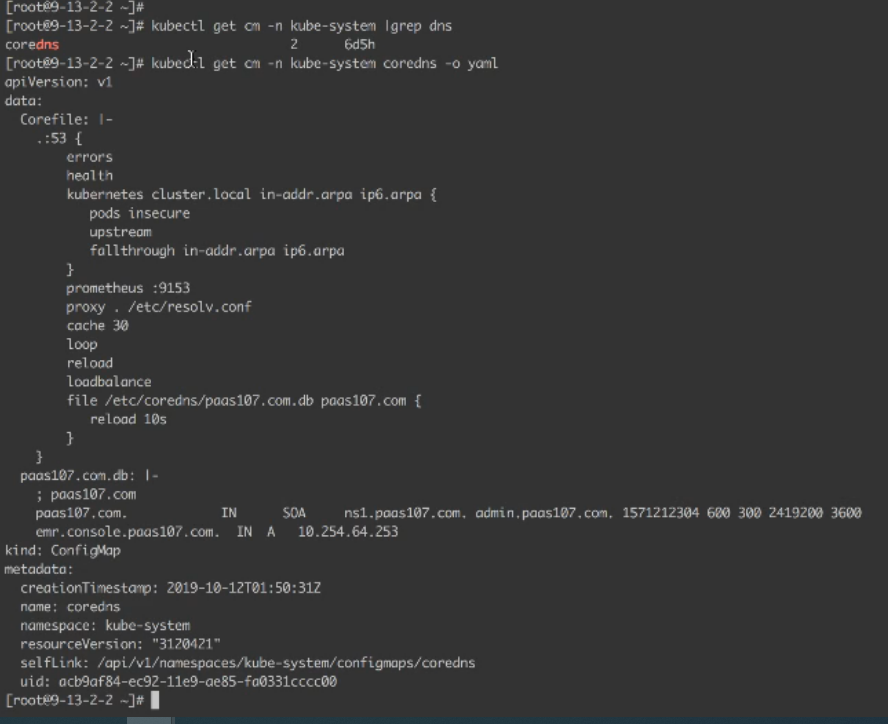 [root@9-13-2-2 ~]#
[root@9-13-2-2 ~]# kubectl get cm -n kube-system |grep dns
coredns                              2      6d5h
[root@9-13-2-2 ~]# kubectl get cm -n kube-system coredns -o yaml
apiVersion: v1
data:
  Corefile: |-
    .:53 {
        errors
        health
        kubernetes cluster.local in-addr.arpa ip6.arpa {
           pods insecure
           upstream
           fallthrough in-addr.arpa ip6.arpa
        }
        prometheus :9153
        proxy . /etc/resolv.conf
        cache 30
        loop
        reload
        loadbalance
        file /etc/coredns/paas107.com.db paas107.com {
           reload 10s
        }
    }
  paas107.com.db: |-
    ; paas107.com
    paas107.com.            IN      SOA     ns1.paas107.com. admin.paas107.com. 1571212304 600 300 2419200 3600
    emr.console.paas107.com.  IN  A   10.254.64.253
kind: ConfigMap
metadata:
  creationTimestamp: 2019-10-12T01:50:31Z
  name: coredns
  namespace: kube-system
  resourceVersion: "3120421"
  selfLink: /api/v1/namespaces/kube-system/configmaps/coredns
  uid: acb9af84-ec92-11e9-ae85-fa0331cccc00
[root@9-13-2-2 ~]#